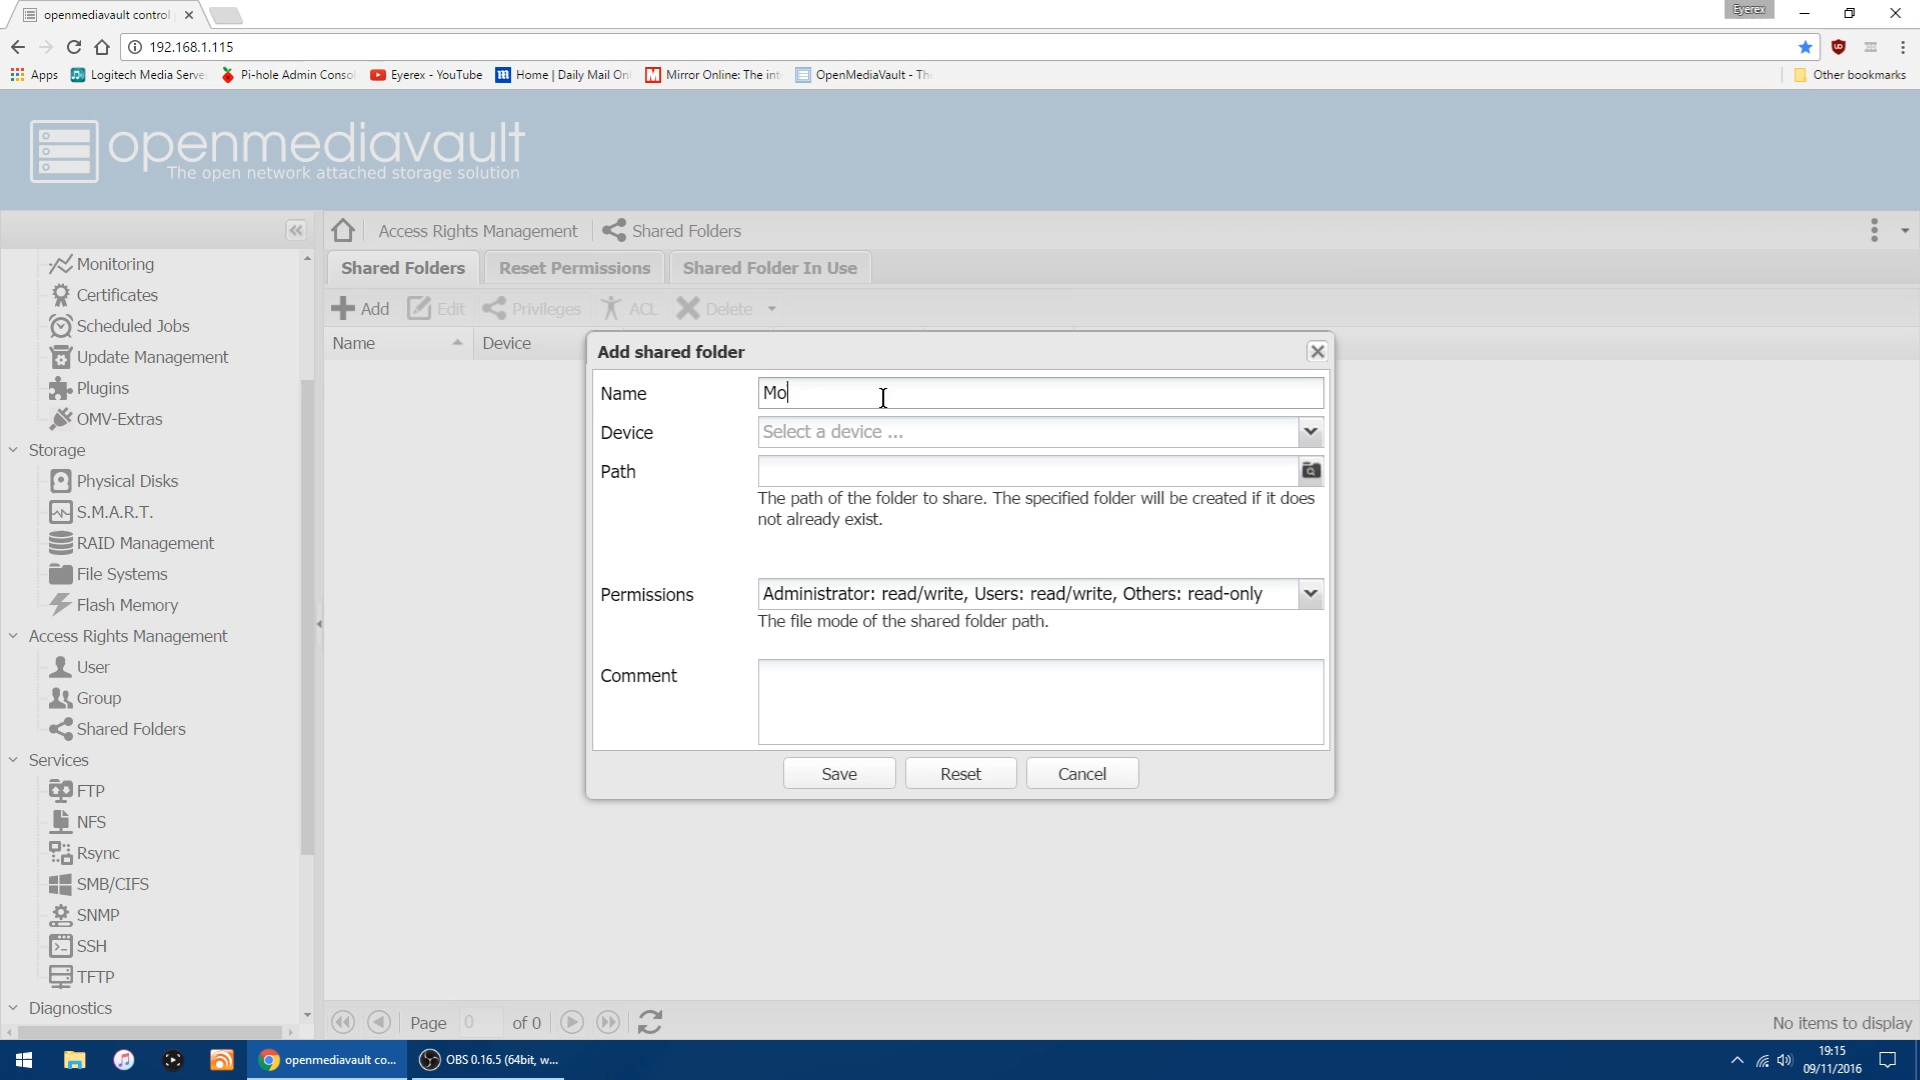 openmediavault control
Eyerex
192.168.1.115
Apps Logitech Media Serve Pi-hole Admin Conso Eyerex - YouTube Home | Daily Mail Onl Mirror Online: The int OpenMediaVault - Th Other bookmarks
openmediavault
The open network attached storage solution
Access Rights Management Shared Folders
Shared Folders Reset Permissions Shared Folder In Use
Add Edit Privileges ACL Delete
Name Device
Monitoring
Certificates
Scheduled Jobs
Update Management
Plugins
OMV-Extras
Storage
Physical Disks
S.M.A.R.T.
RAID Management
File Systems
Flash Memory
Access Rights Management
User
Group
Shared Folders
Services
FTP
NFS
Rsync
SMB/CIFS
SNMP
SSH
TFTP
Diagnostics
Add shared folder
Name Mo
Device Select a device ...
Path
The path of the folder to share. The specified folder will be created if it does
not already exist.
Permissions Administrator: read/write, Users: read/write, Others: read-only
The file mode of the shared folder path.
Comment
Save Reset Cancel
Page 0 of 0 No items to display
openmediavault co... OBS 0.16.5 (64bit, w...
19:15
09/11/2016